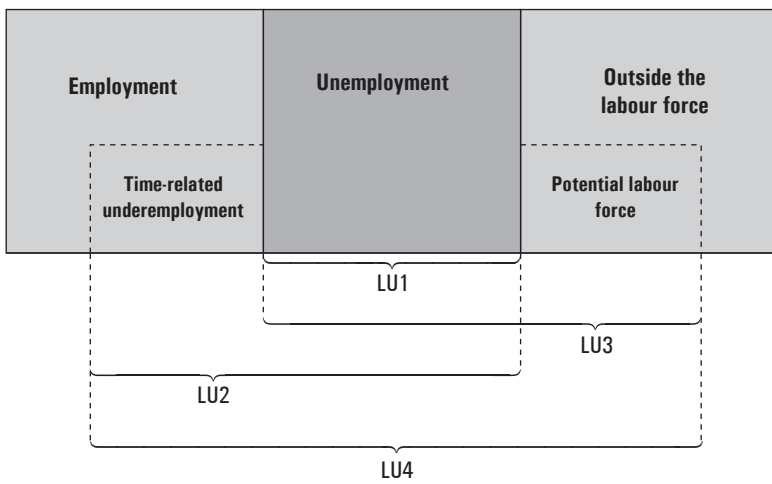 Employment
Unemployment
Outside the
labour force
Time-related
underemployment
Potential labour
force
LU1
LU3
LU2
LU4